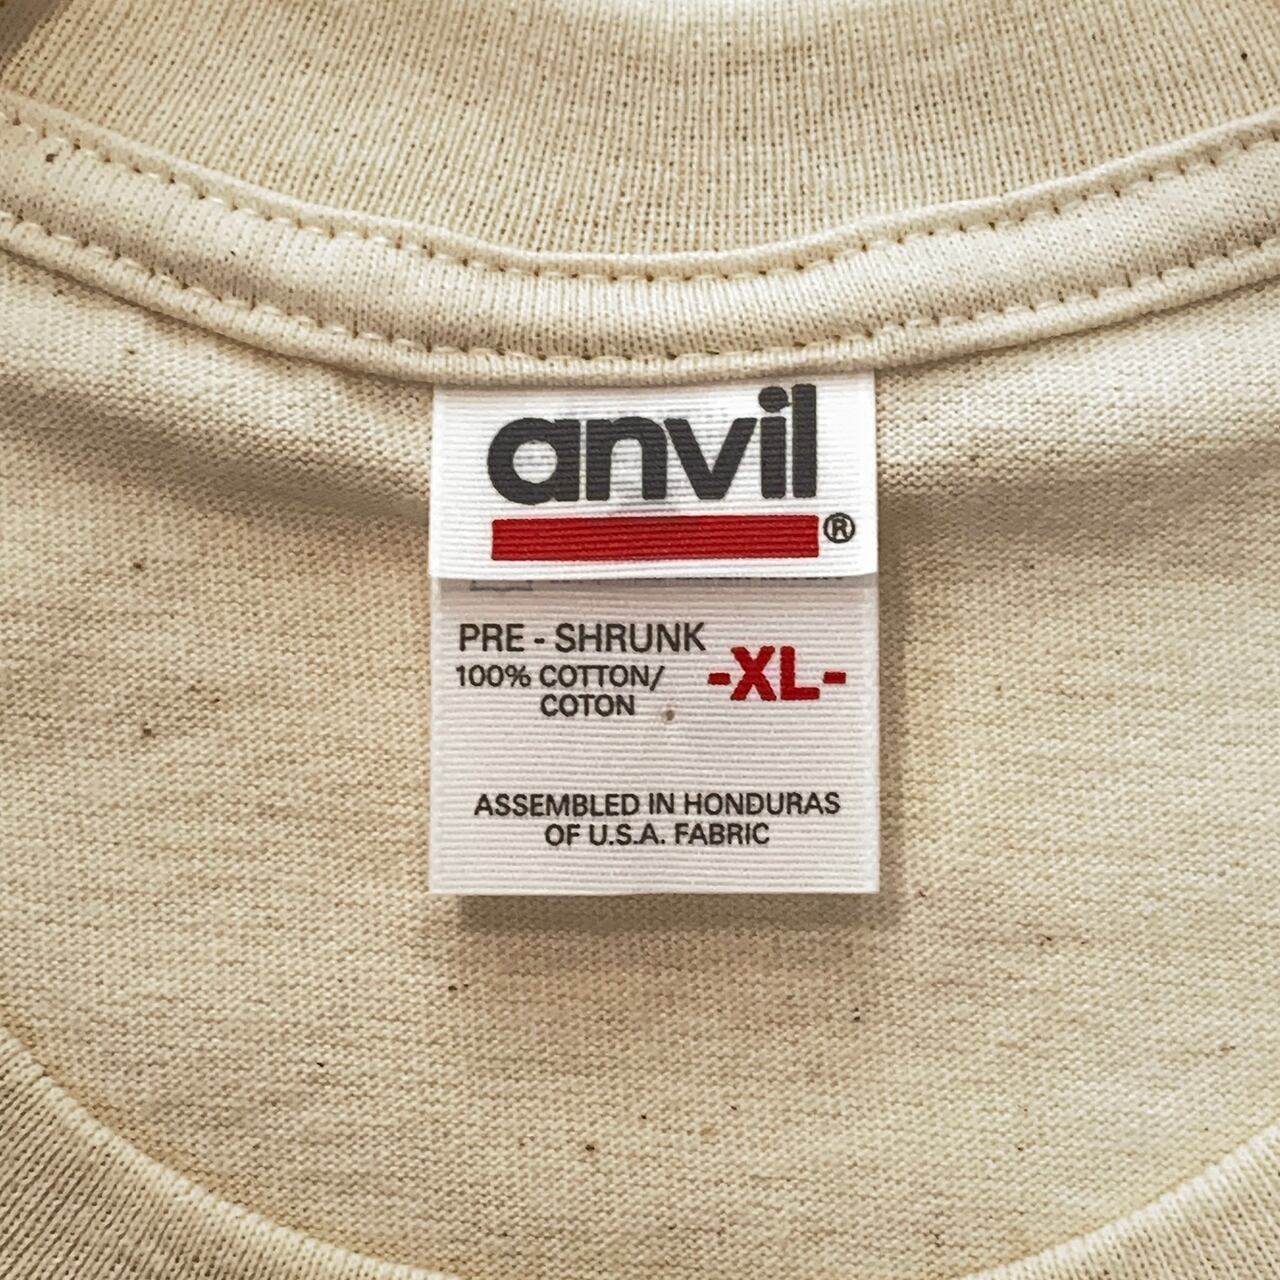 anvil
®
PRE - SHRUNK
100% COTTON/
COTON
-XL-
ASSEMBLED IN HONDURAS
OF U.S.A. FABRIC